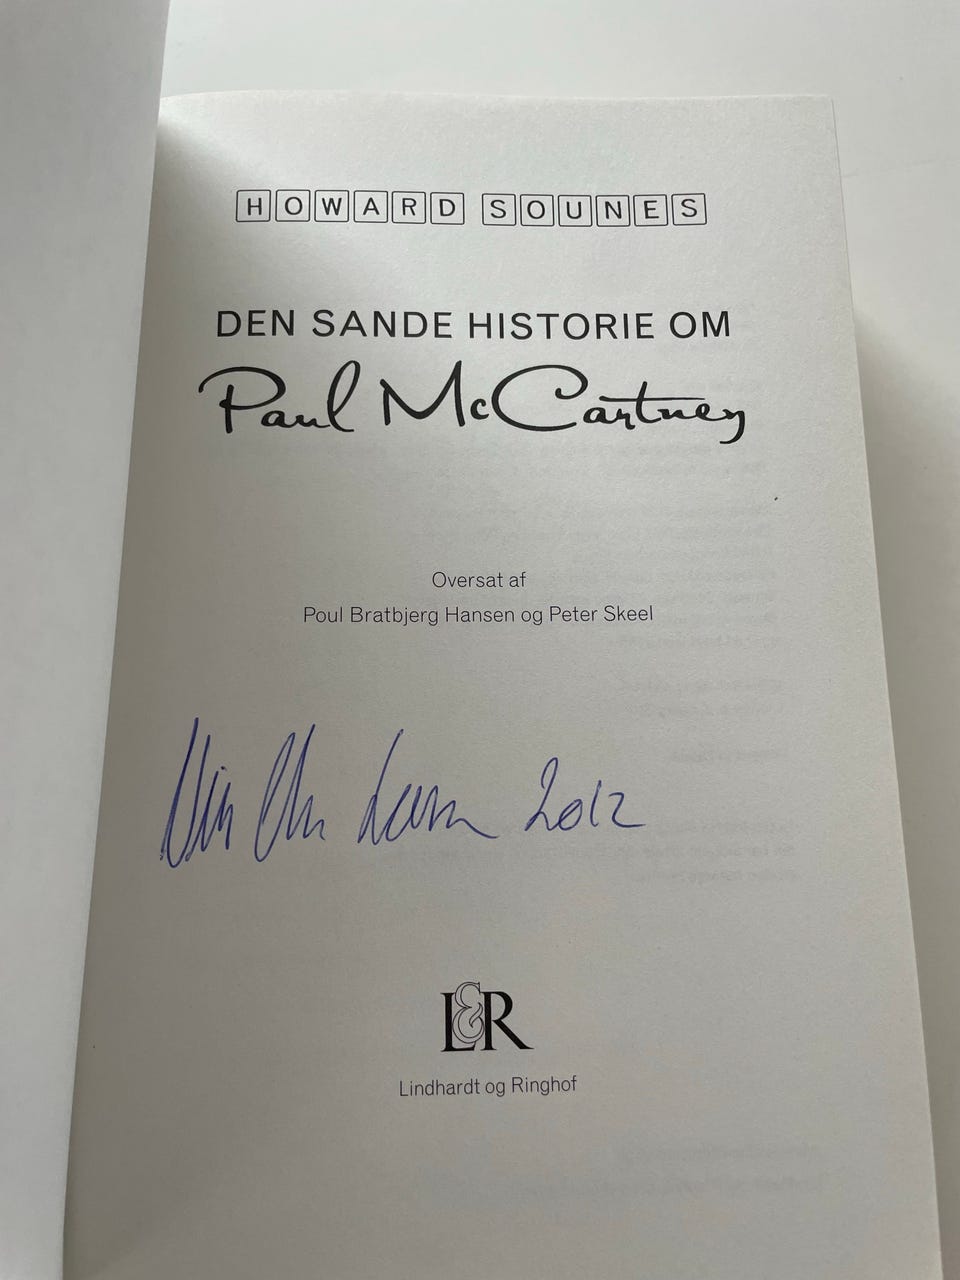 HOWARD SOUNES
DEN SANDE HISTORIE OM
Paul McCartney
Oversat af
Poul Bratbjerg Hansen og Peter Skeel
2012
L&R
Lindhardt og Ringhof